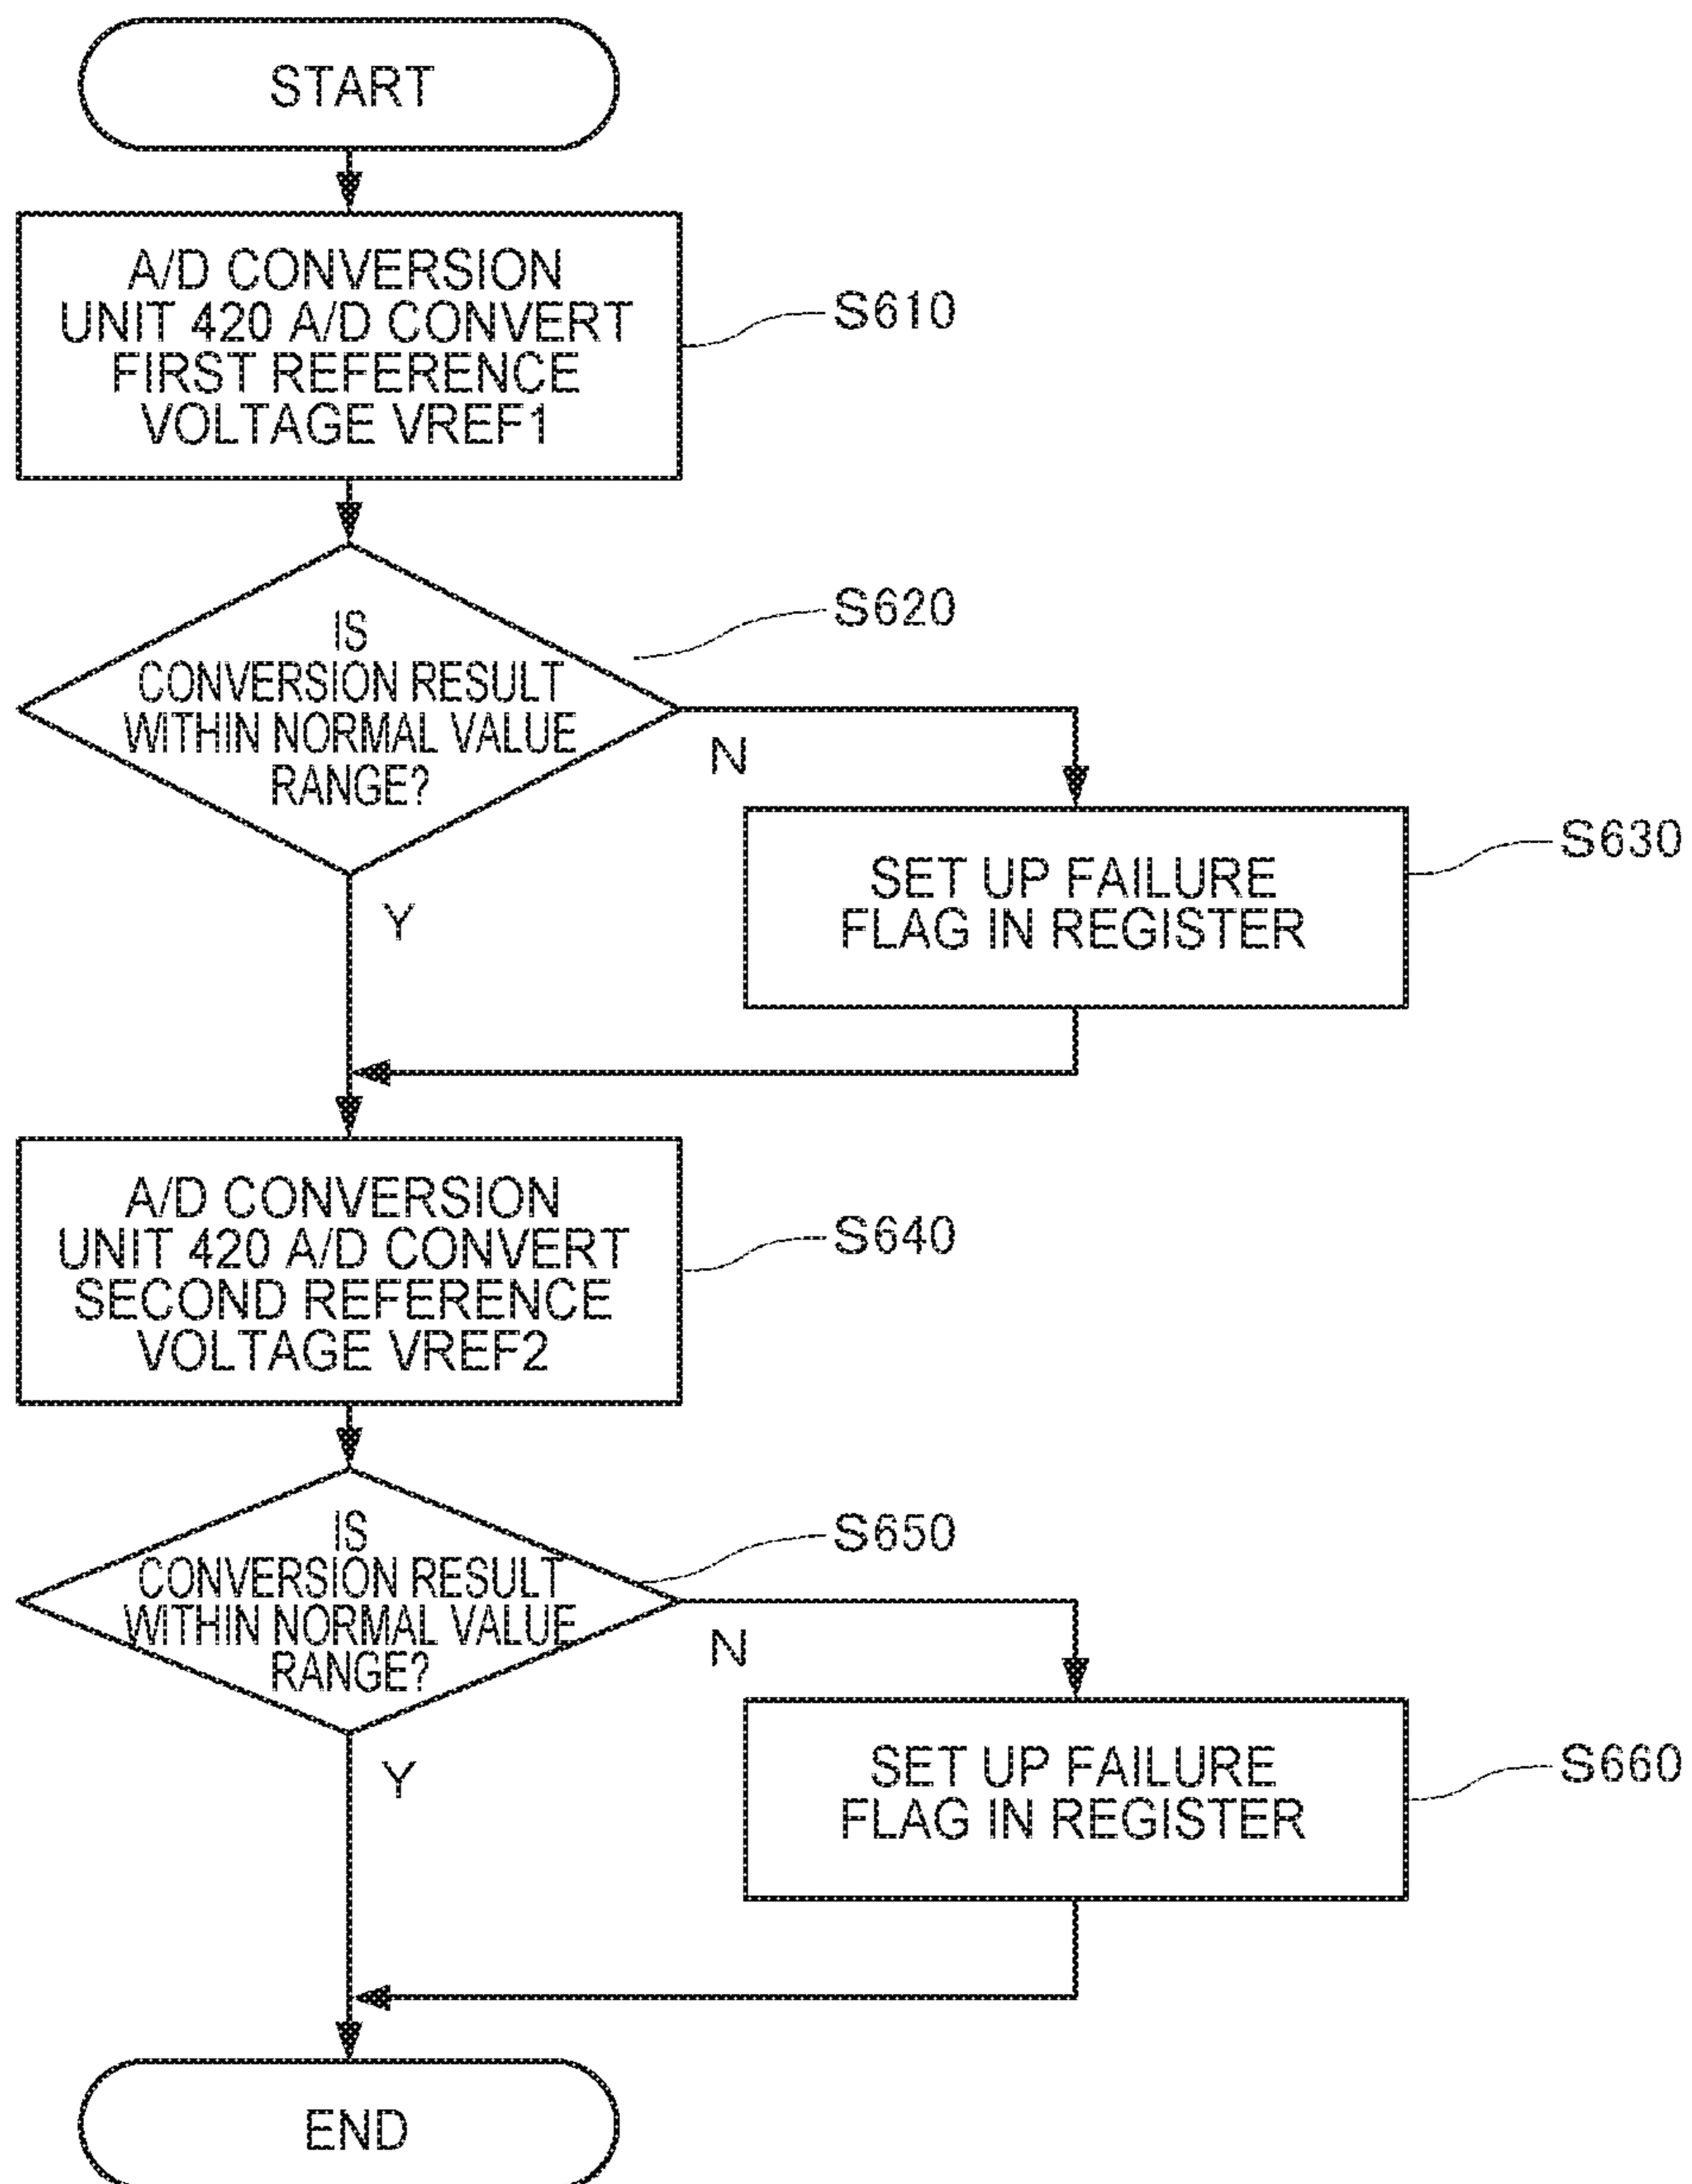 START
A/D CONVERSION
UNIT 420 A/D CONVERT
FIRST REFERENCE
VOLTAGE VREF1
S610
IS
CONVERSION RESULT
WITHIN NORMAL VALUE
RANGE?
S620
N
Y
SET UP FAILURE
FLAG IN REGISTER
S630
A/D CONVERSION
UNIT 420 A/D CONVERT
SECOND REFERENCE
VOLTAGE VREF2
S640
IS
CONVERSION RESULT
WITHIN NORMAL VALUE
RANGE?
S650
N
Y
SET UP FAILURE
FLAG IN REGISTER
S660
END